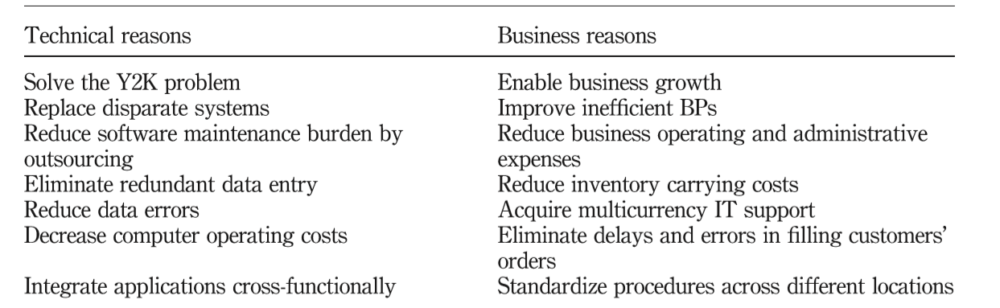 Technical reasons Business reasons
Solve the Y2K problem Enable business growth
Replace disparate systems Improve inefficient BPs
Reduce software maintenance burden by Reduce business operating and administrative
outsourcing expenses
Eliminate redundant data entry Reduce inventory carrying costs
Reduce data errors Acquire multicurrency IT support
Decrease computer operating costs Eliminate delays and errors in filling customers’
orders
Integrate applications cross-functionally Standardize procedures across different locations